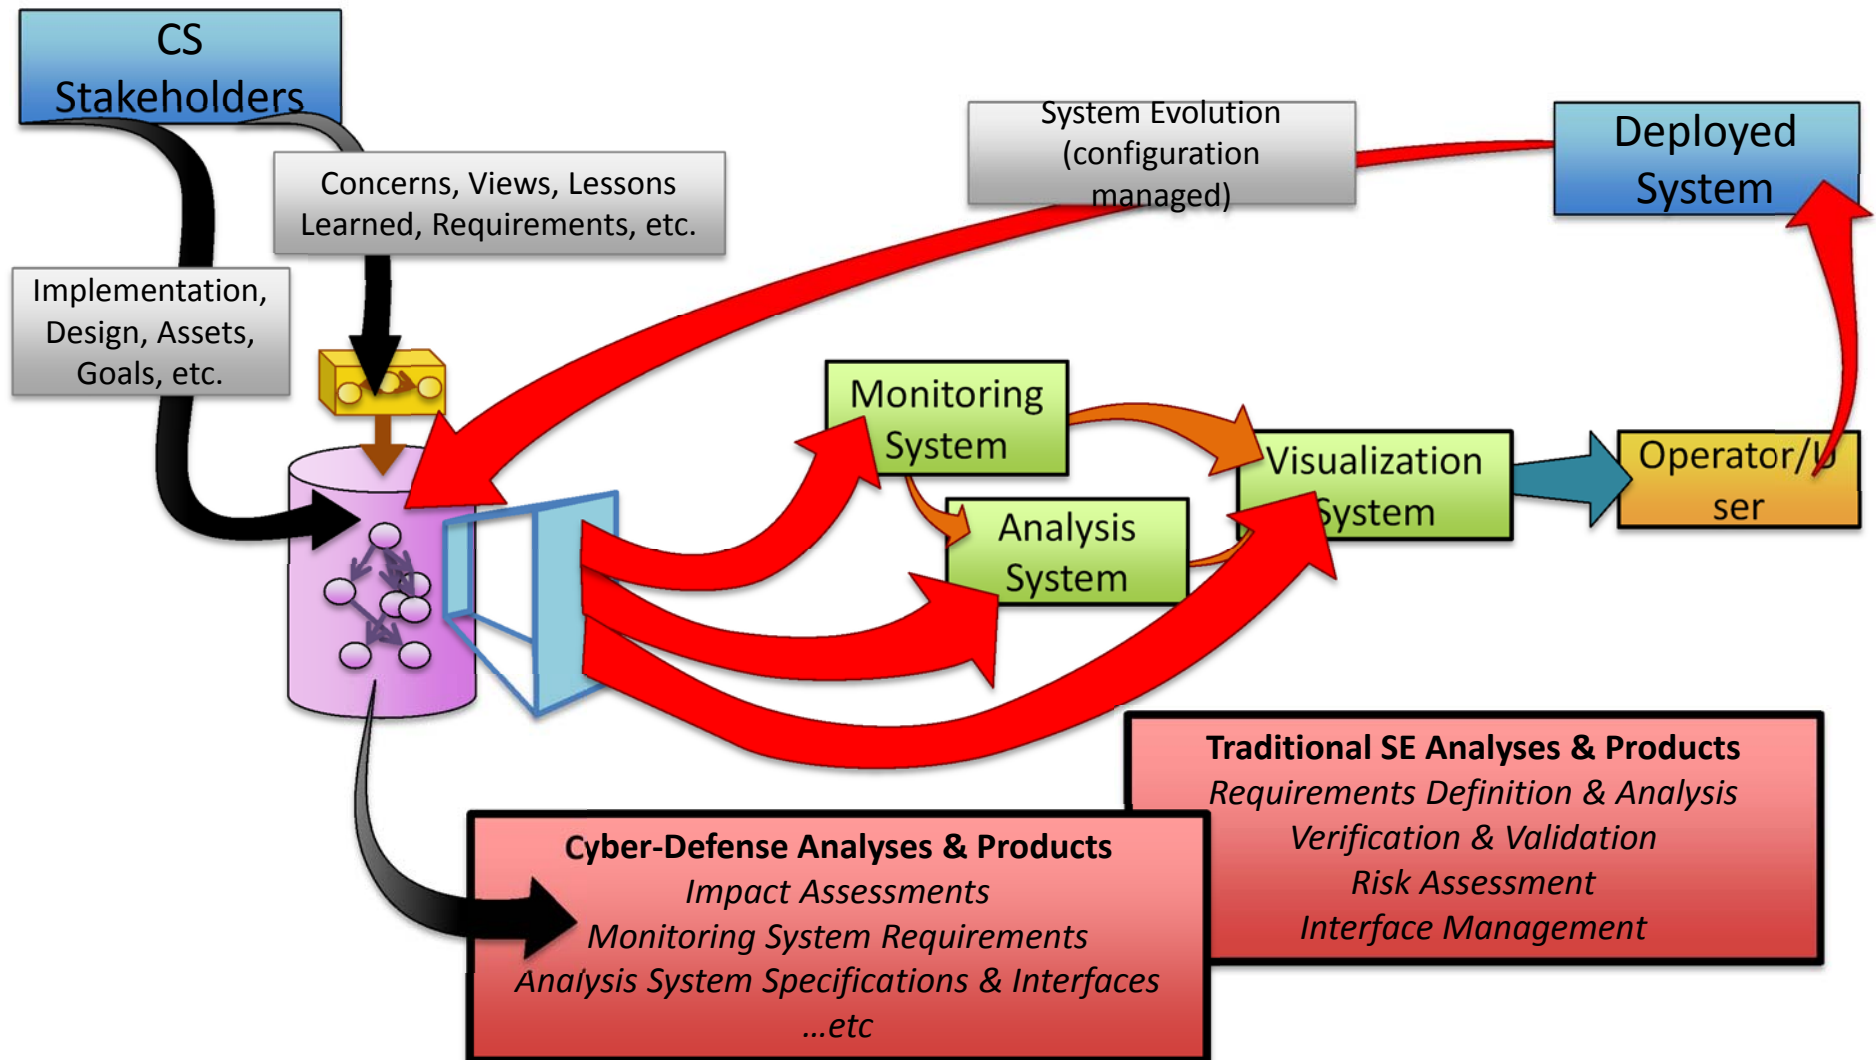 CS
Stakeholders
Concerns, Views, Lessons
Learned, Requirements, etc.
Implementation,
Design, Assets,
Goals, etc.
System Evolution
(configuration
managed)
Deployed
System
Monitoring
System
Analysis
System
Visualization
System
Operator/U
ser
Traditional SE Analyses & Products
Requirements Definition & Analysis
Verification & Validation
Risk Assessment
Interface Management
Cyber-Defense Analyses & Products
Impact Assessments
Monitoring System Requirements
Analysis System Specifications & Interfaces
...etc